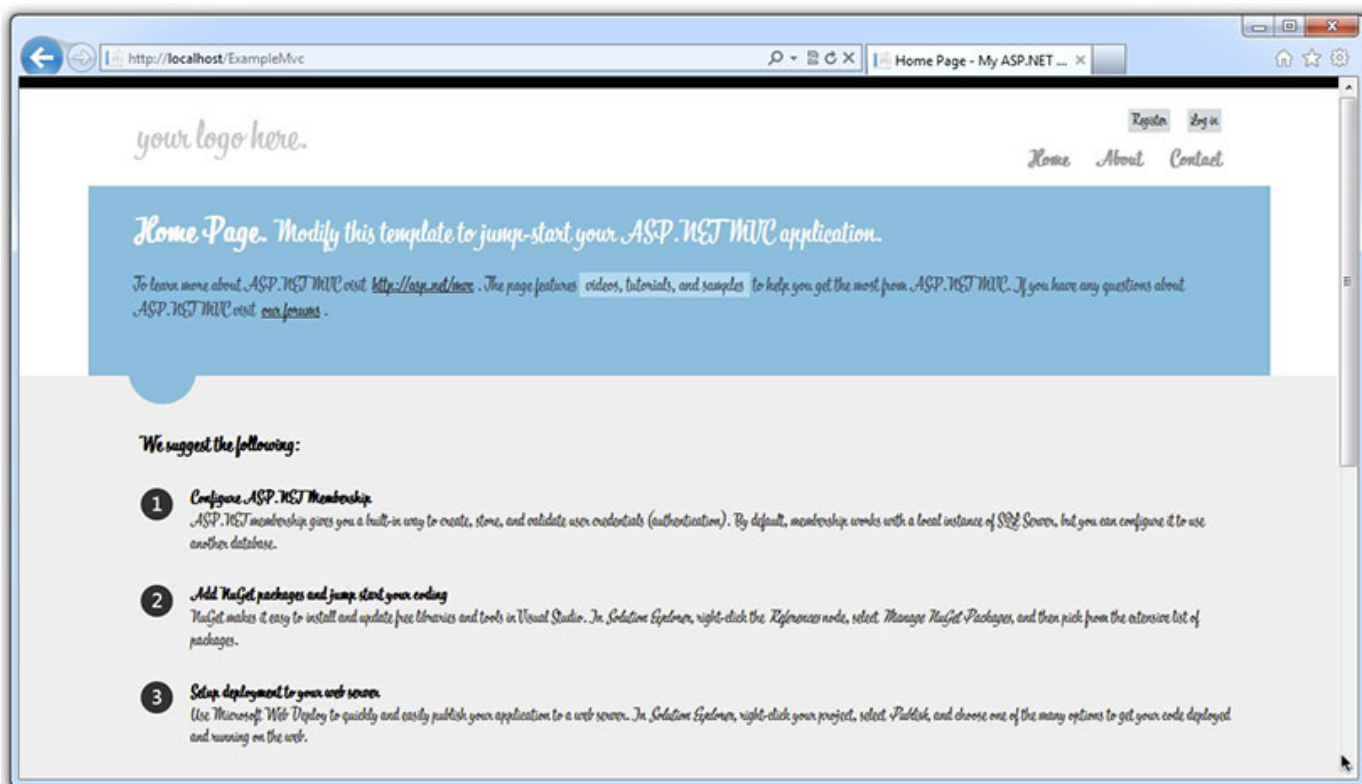 http://localhost/ExampleMvc
Home Page - My ASP.NET ...
Register Log in
your logo here.
Home About Contact
Home Page. Modify this template to jump-start your ASP.NET MVC application.
To learn more about ASP.NET MVC visit http://asp.net/mvc . The page features videos, tutorials, and samples to help you get the most from ASP.NET MVC. If you have any questions about
ASP.NET MVC visit our forums .
We suggest the following:
1 Configure ASP.NET Membership
ASP.NET membership gives you a built-in way to create, store, and validate user credentials (authentication). By default, membership works with a local instance of SQL Server, but you can configure it to use
another database.
2 Add NuGet packages and jump start your coding
NuGet makes it easy to install and update free libraries and tools in Visual Studio. In Solution Explorer, right-click the References node, select Manage NuGet Packages, and then pick from the extensive list of
packages.
3 Setup deployment to your web server
Use Microsoft Web Deploy to quickly and easily publish your application to a web server. In Solution Explorer, right-click your project, select Publish, and choose one of the many options to get your code deployed
and running on the web.